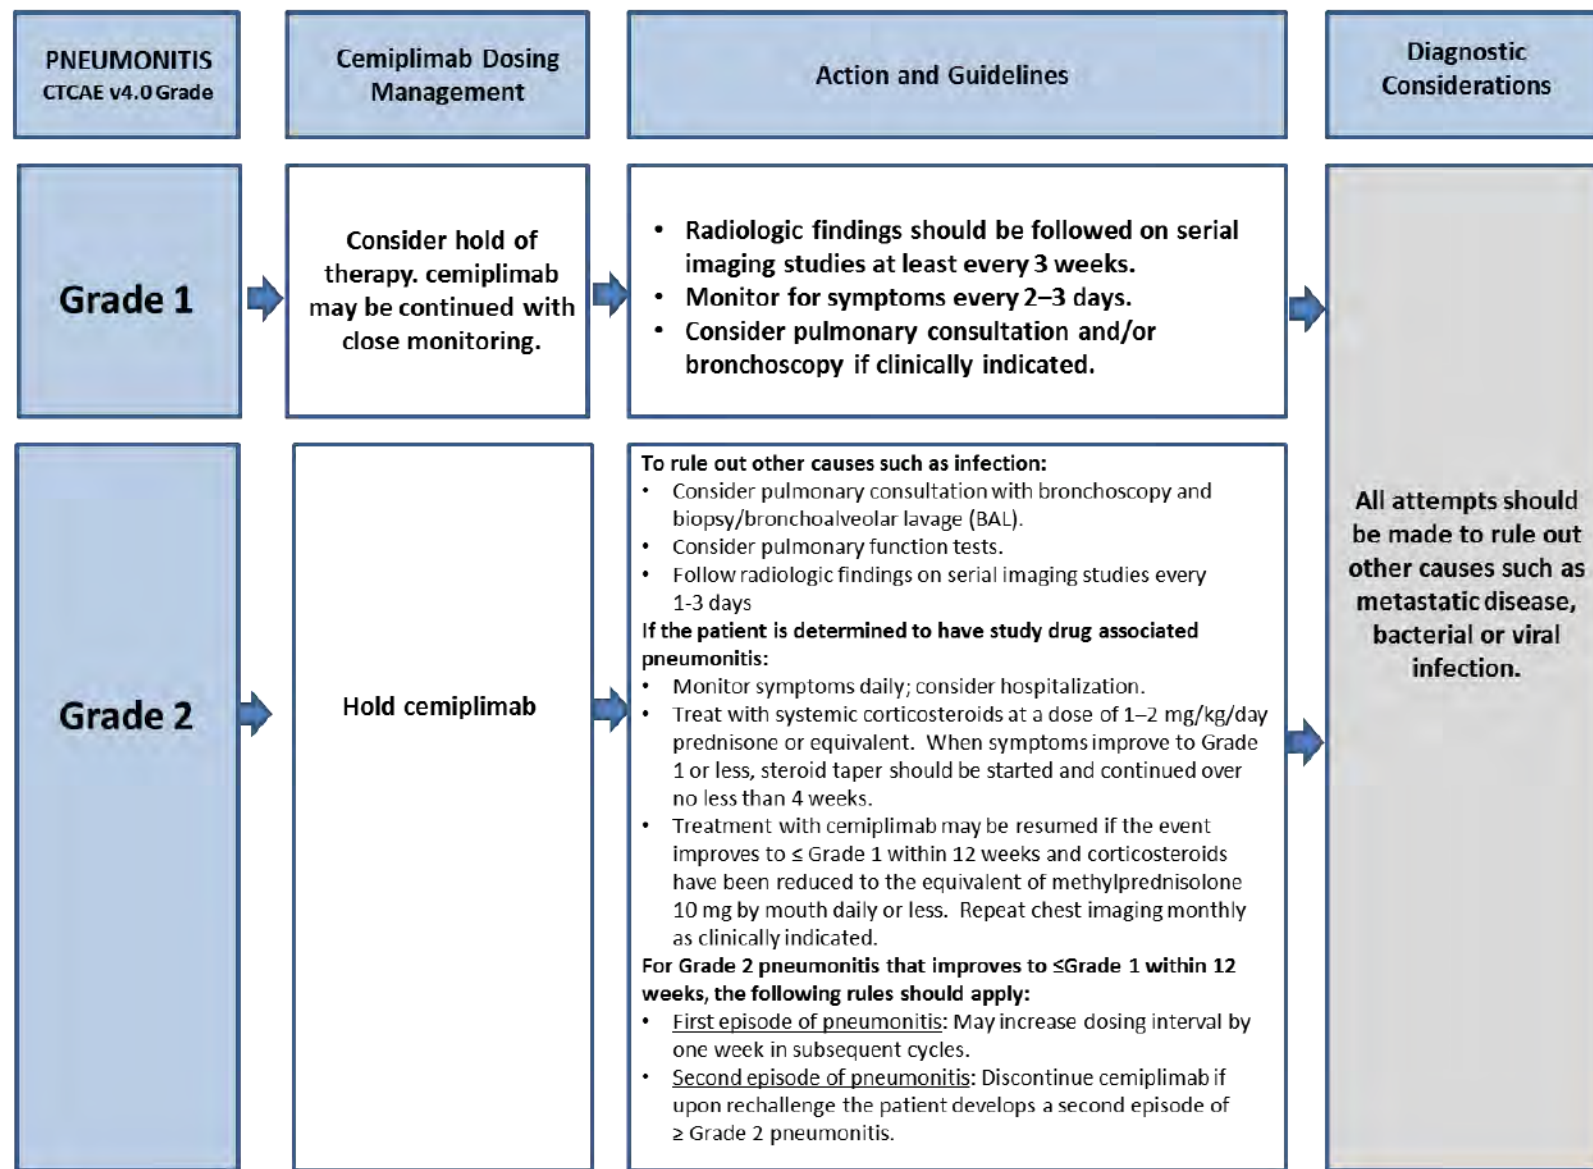 PNEUMONITIS
CTCAE v4.0 Grade
Cemiplimab Dosing
Management
Action and Guidelines
Diagnostic
Considerations
Grade 1
Consider hold of
therapy. cemiplimab
may be continued with
close monitoring.
• Radiologic findings should be followed on serial
imaging studies at least every 3 weeks.
• Monitor for symptoms every 2–3 days.
• Consider pulmonary consultation and/or
bronchoscopy if clinically indicated.
Grade 2
Hold cemiplimab
To rule out other causes such as infection:
• Consider pulmonary consultation with bronchoscopy and
biopsy/bronchoalveolar lavage (BAL).
• Consider pulmonary function tests.
• Follow radiologic findings on serial imaging studies every
1-3 days
If the patient is determined to have study drug associated
pneumonitis:
• Monitor symptoms daily; consider hospitalization.
• Treat with systemic corticosteroids at a dose of 1–2 mg/kg/day
prednisone or equivalent. When symptoms improve to Grade
1 or less, steroid taper should be started and continued over
no less than 4 weeks.
• Treatment with cemiplimab may be resumed if the event
improves to ≤ Grade 1 within 12 weeks and corticosteroids
have been reduced to the equivalent of methylprednisolone
10 mg by mouth daily or less. Repeat chest imaging monthly
as clinically indicated.
For Grade 2 pneumonitis that improves to ≤Grade 1 within 12
weeks, the following rules should apply:
• First episode of pneumonitis: May increase dosing interval by
one week in subsequent cycles.
• Second episode of pneumonitis: Discontinue cemiplimab if
upon rechallenge the patient develops a second episode of
≥ Grade 2 pneumonitis.
All attempts should
be made to rule out
other causes such as
metastatic disease,
bacterial or viral
infection.